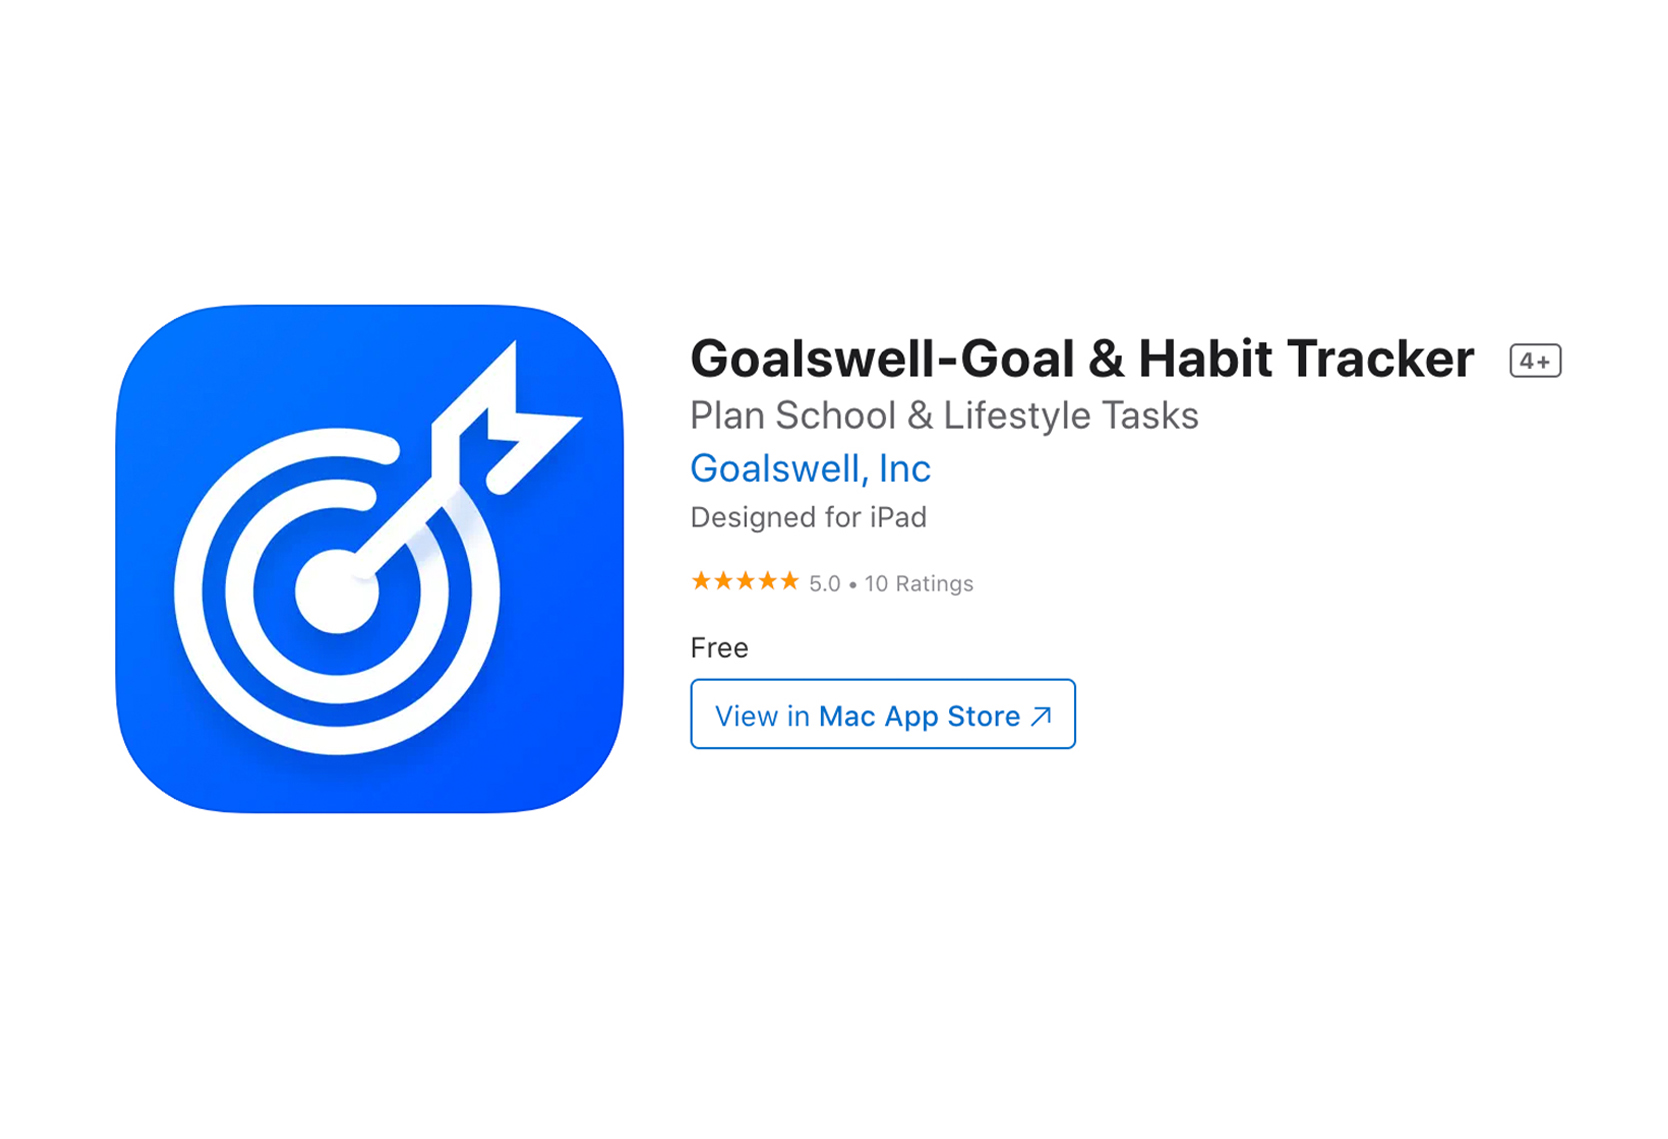 Goalswell-Goal & Habit Tracker 4+
Plan School & Lifestyle Tasks
Goalswell, Inc
Designed for iPad
★★★★★ 5.0 • 10 Ratings
Free
View in Mac App Store ↗